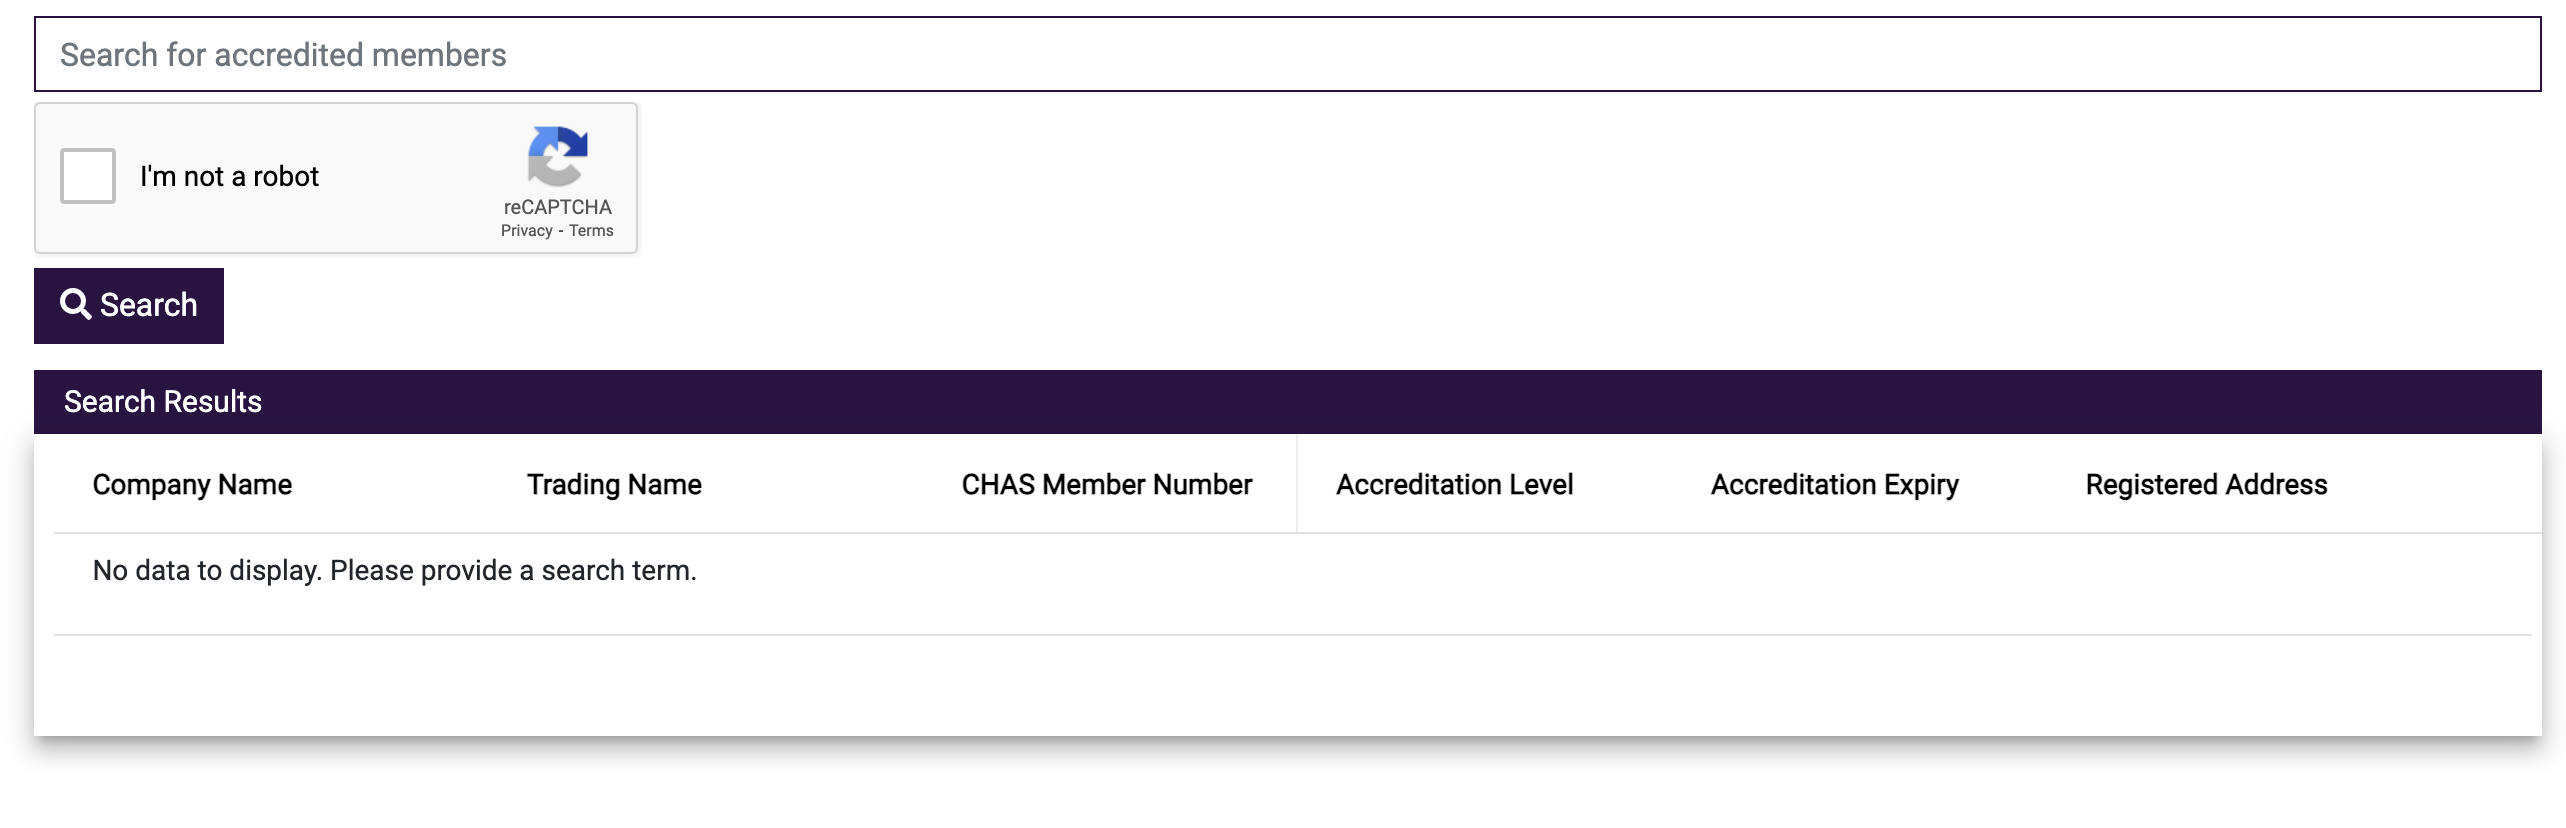 Search for accredited members
I'm not a robot
reCAPTCHA
Privacy - Terms
Search
Search Results
Company Name Trading Name CHAS Member Number Accreditation Level Accreditation Expiry Registered Address
No data to display. Please provide a search term.